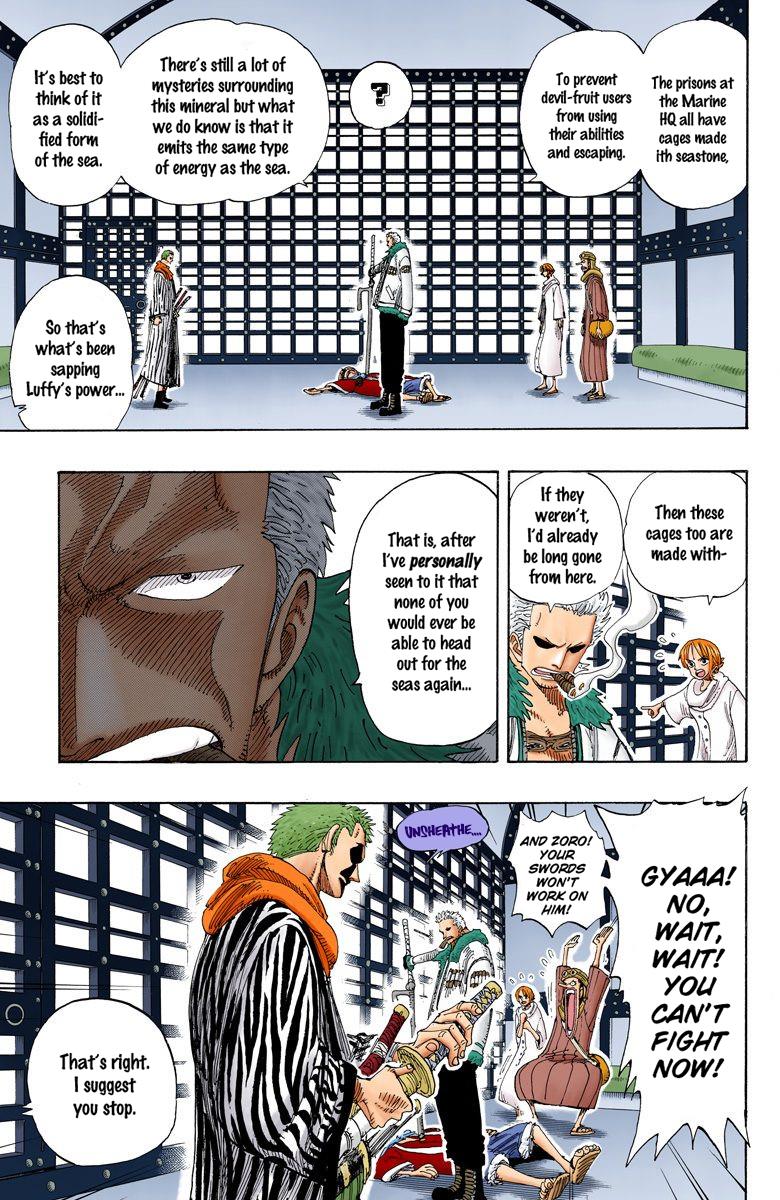 The prisons at
the Marine
HQ all have
cages made
ith seastone,
To prevent
devil-fruit users
from using
their abilities
and escaping.
?
There's still a lot of
mysteries surrounding
this mineral but what
we do know is that it
emits the same type
of energy as the sea.
It's best to
think of it
as a solidi-
fied form
of the sea.
So that's
what's been
sapping
Luffy's power...
Then these
cages too are
made with-
If they
weren't,
I'd already
be long gone
from here.
That is, after
I've personally
seen to it that
none of you
would ever be
able to head
out for the
seas again...
GYAAA!
NO,
WAIT,
WAIT!
YOU
CAN'T
FIGHT
NOW!
AND ZORO!
YOUR
SWORDS
WON'T
WORK ON
HIM!
UNSHEATHE....
That's right.
I suggest
you stop.